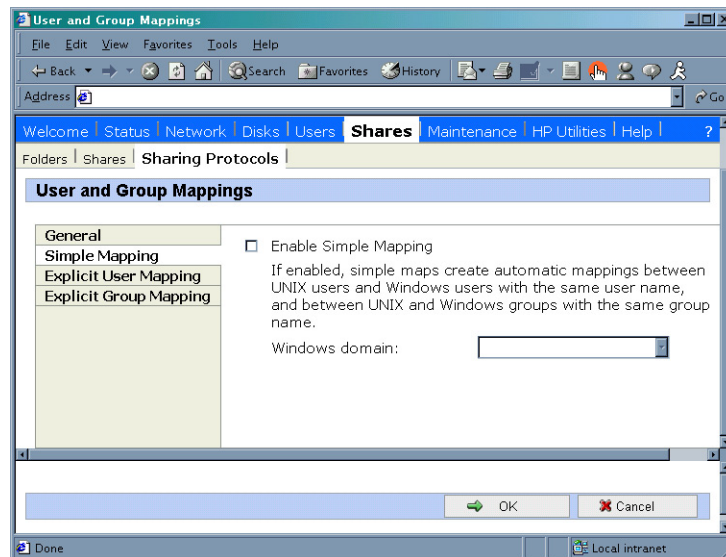 User and Group Mappings
File Edit View Favorites Tools Help
Back Search Favorites History
Address Go
Welcome Status Network Disks Users Shares Maintenance HP Utilities Help ?
Folders Shares Sharing Protocols
User and Group Mappings
General
Simple Mapping
Explicit User Mapping
Explicit Group Mapping
Enable Simple Mapping
If enabled, simple maps create automatic mappings between
UNIX users and Windows users with the same user name,
and between UNIX and Windows groups with the same group
name.
Windows domain:
OK Cancel
Done Local intranet